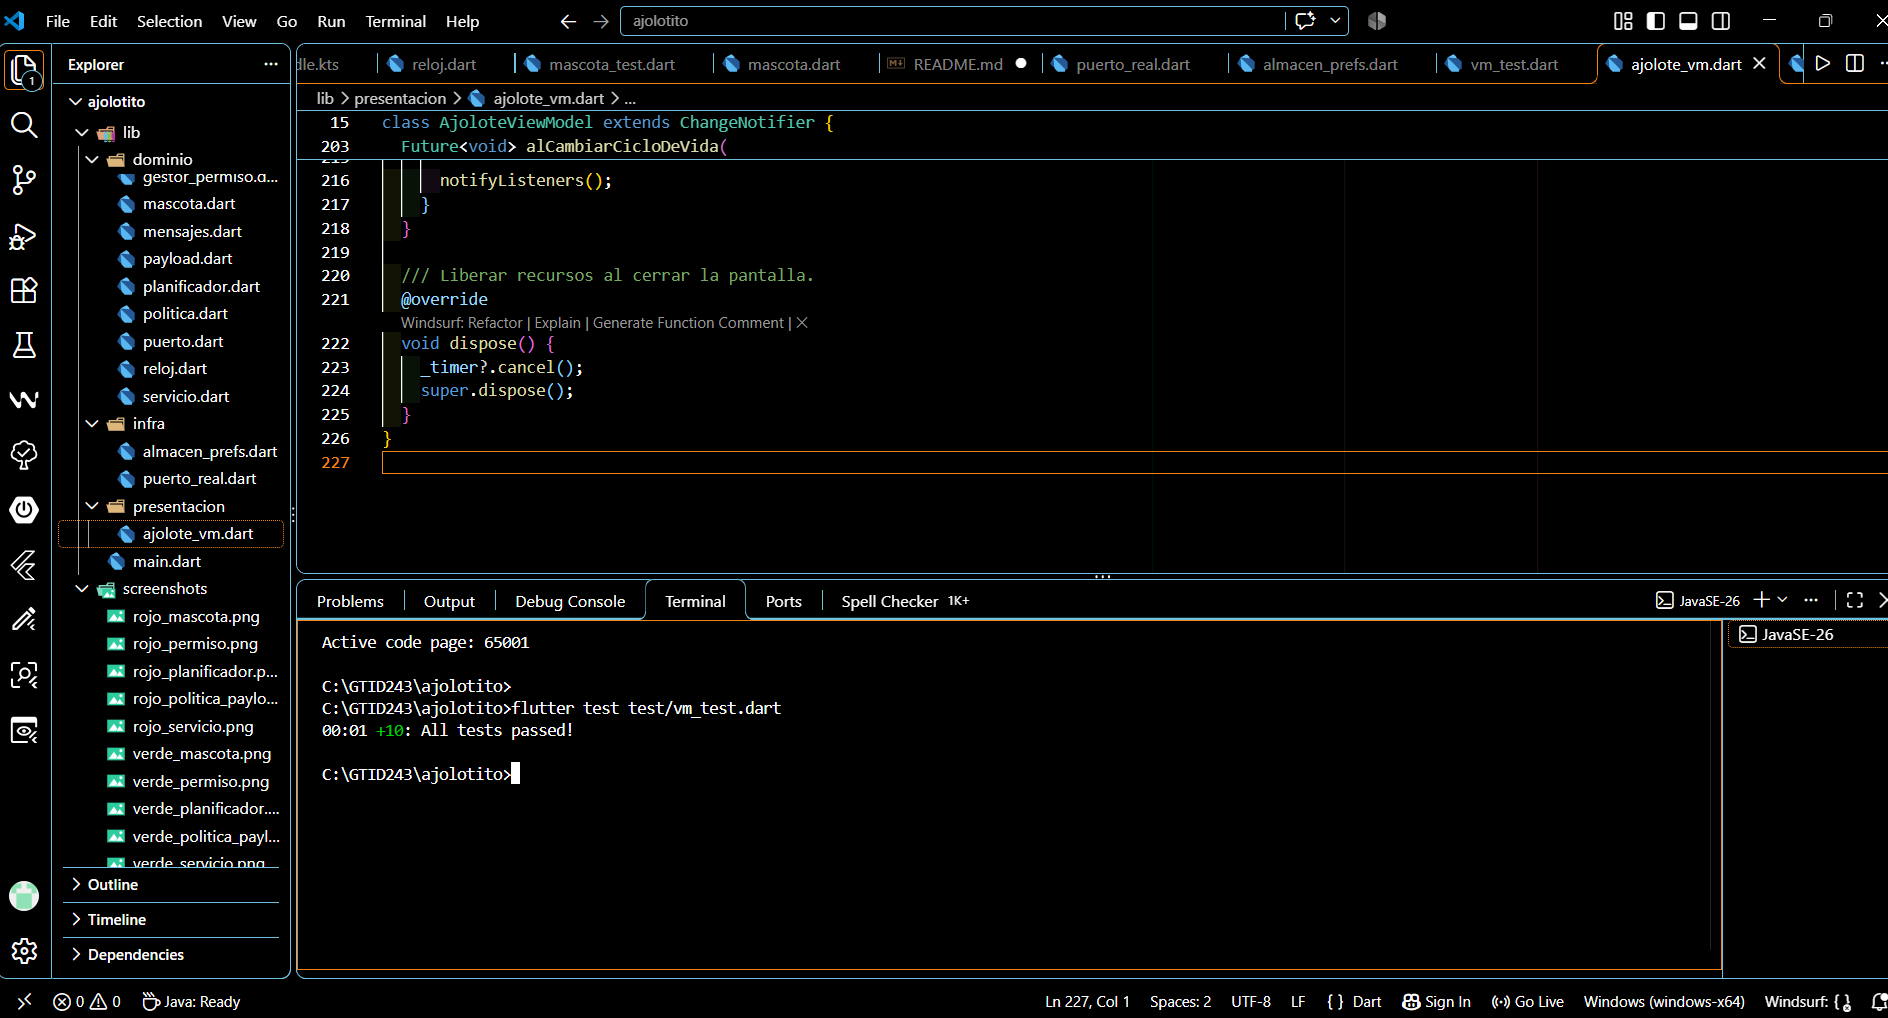 File Edit Selection View Go Run Terminal Help
ajolotito
1
Explorer
dle.kts reloj.dart mascota_test.dart mascota.dart README.md puerto_real.dart almacen_prefs.dart vm_test.dart ajolote_vm.dart
lib > presentacion > ajolote_vm.dart > ...
ajolotito
lib
dominio
gestor_permiso.d...
mascota.dart
mensajes.dart
payload.dart
planificador.dart
politica.dart
puerto.dart
reloj.dart
servicio.dart
infra
almacen_prefs.dart
puerto_real.dart
presentacion
ajolote_vm.dart
main.dart
screenshots
rojo_mascota.png
rojo_permiso.png
rojo_planificador.p...
rojo_politica_paylo...
rojo_servicio.png
verde_mascota.png
verde_permiso.png
verde_planificador....
verde_politica_payl...
verde_servicio.png
Outline
Timeline
Dependencies
15 class AjoloteViewModel extends ChangeNotifier {
203 Future<void> alCambiarCicloDeVida(
216 notifyListeners();
217 }
218 }
219
220 /// Liberar recursos al cerrar la pantalla.
221 @override
Windsurf: Refactor | Explain | Generate Function Comment | X
222 void dispose() {
223 _timer?.cancel();
224 super.dispose();
225 }
226 }
227
Problems Output Debug Console Terminal Ports Spell Checker 1K+
JavaSE-26
JavaSE-26
Active code page: 65001
C:\GTID243\ajolotito>
C:\GTID243\ajolotito>flutter test test/vm_test.dart
00:01 +10: All tests passed!
C:\GTID243\ajolotito>
0 0 Java: Ready
Ln 227, Col 1 Spaces: 2 UTF-8 LF {} Dart Sign In Go Live Windows (windows-x64) Windsurf: {}